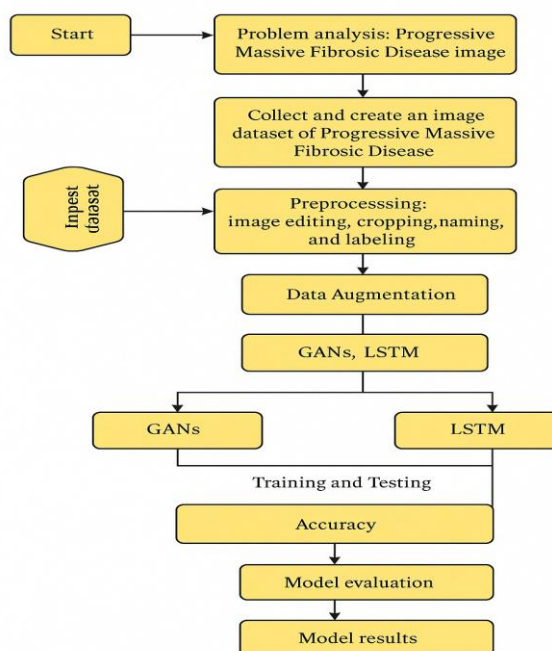 Start
Problem analysis: Progressive
Massive Fibrosic Disease image
Collect and create an image
dataset of Progressive Massive
Fibrosic Disease
Inpest
dasasat
Preprocesssing:
image editing, cropping,naming,
and labeling
Data Augmentation
GANs, LSTM
GANs
LSTM
Training and Testing
Accuracy
Model evaluation
Model results